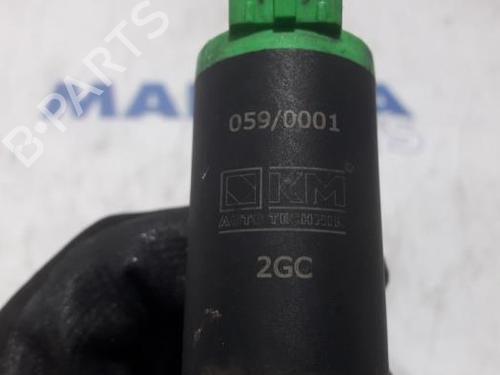 059/0001
KM
AUTO TECHNIK
2GC
B-PARTS